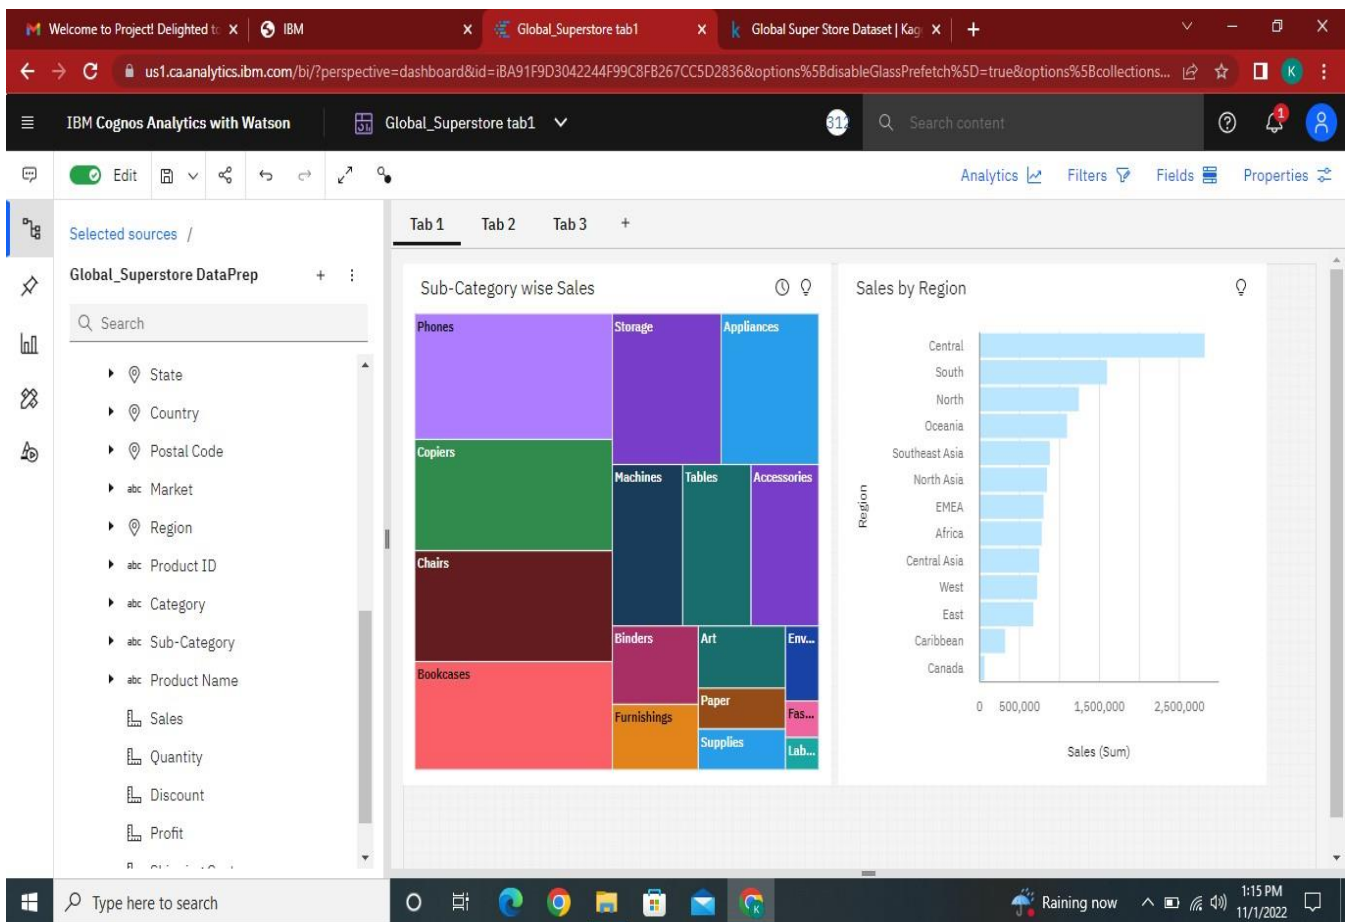 Welcome to Project! Delighted to
IBM
Global_Superstore tab1
Global Super Store Dataset | Kag
us1.ca.analytics.ibm.com/bi/?perspective=dashboard&id=iBA91F9D3042244F99C8FB267CC5D2836&options%5BdisableGlassPrefetch%5D=true&options%5Bcollections...
K
IBM Cognos Analytics with Watson
Global_Superstore tab1
312
Search content
1
Edit
Analytics
Filters
Fields
Properties
Selected sources /
Tab 1
Tab 2
Tab 3
+
Global_Superstore DataPrep
Search
State
Country
Postal Code
abc Market
Region
abc Product ID
abc Category
abc Sub-Category
abc Product Name
Sales
Quantity
Discount
Profit
Sub-Category wise Sales
Phones
Storage
Appliances
Copiers
Machines
Tables
Accessories
Chairs
Binders
Art
Env...
Bookcases
Paper
Furnishings
Fas...
Supplies
Lab...
Sales by Region
Region
Central
South
North
Oceania
Southeast Asia
North Asia
EMEA
Africa
Central Asia
West
East
Caribbean
Canada
0 500,000 1,500,000 2,500,000
Sales (Sum)
Type here to search
K
Raining now
1:15 PM
11/1/2022